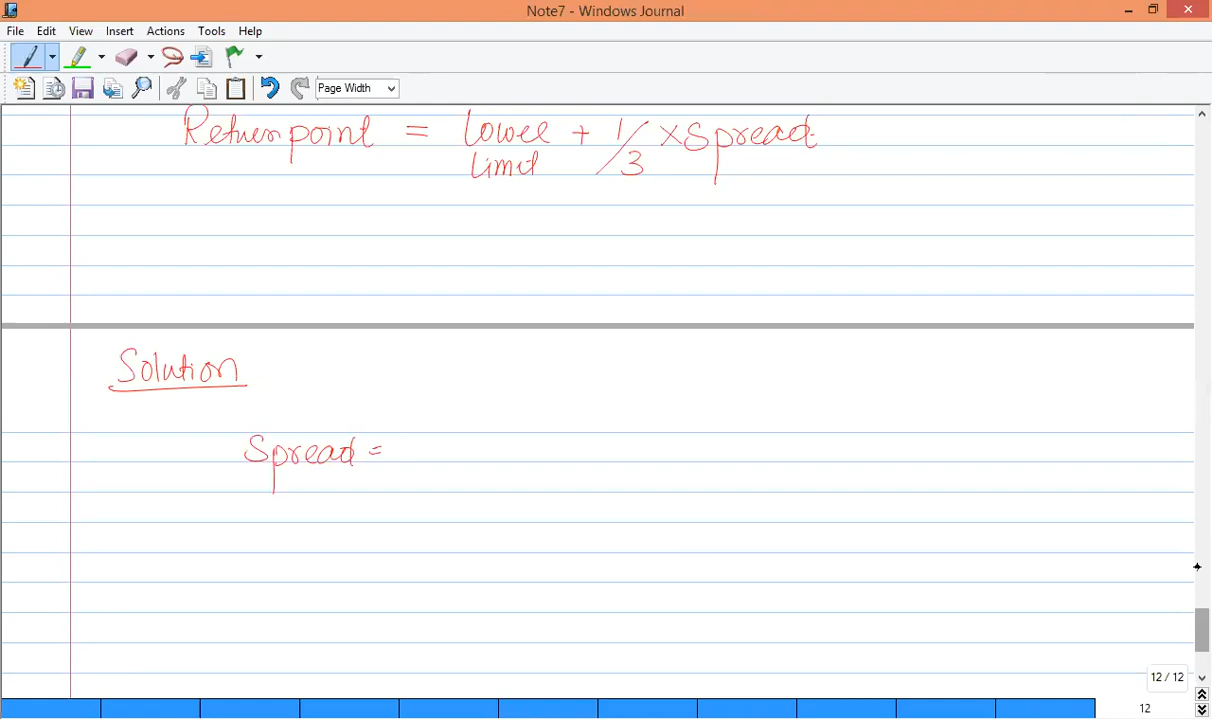 Note7 - Windows Journal
File Edit View Insert Actions Tools Help
Page Width
Return point = lower + 1/3 × Spread
limit
Solution
Spread =
12 / 12
12